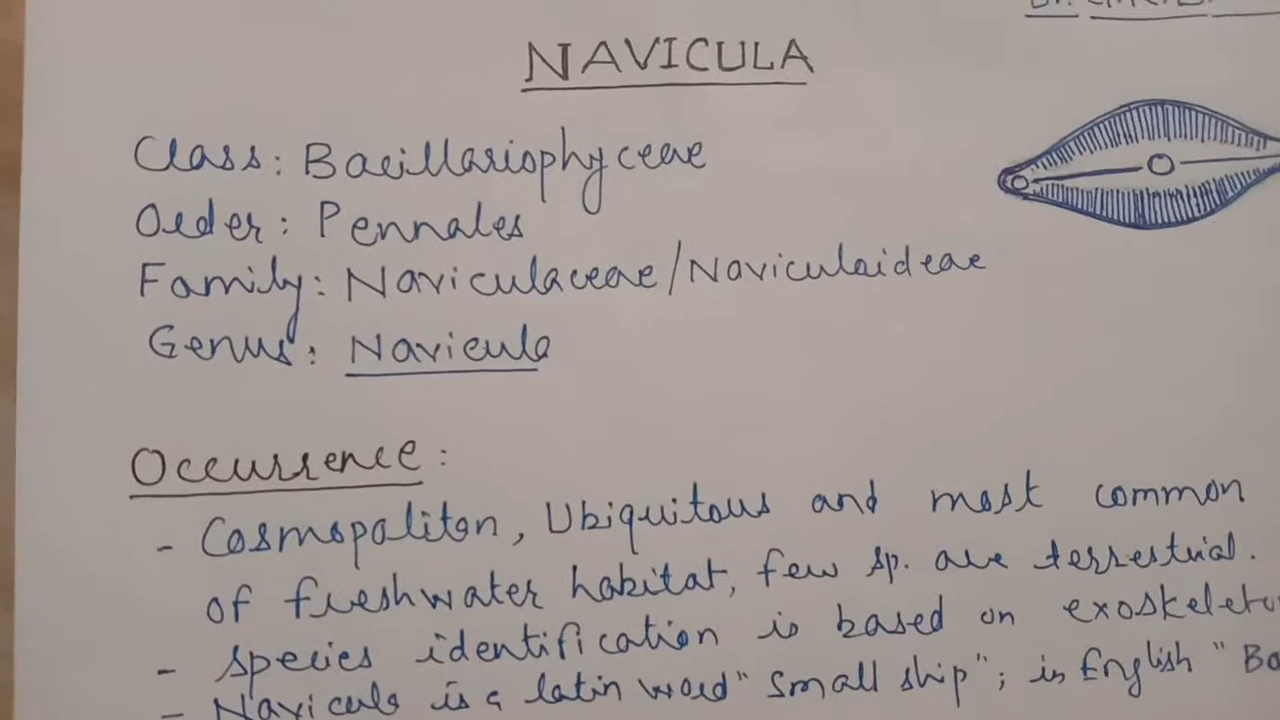 NAVICULA
Class: Bacillariophyceae
Order: Pennales
Family: Naviculaceae/Naviculoideae
Genus: Navicula
Occurrence:
- Cosmopoliton, Ubiquitous and most common
of freshwater habitat, few sp. are terrestrial.
- species identification is based on
- Navicula is a latin word "small ship"; in English